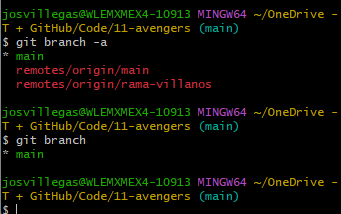 josvillegas@WLEMXMEX4-10913 MINGW64 ~/OneDrive -
T + GitHub/Code/11-avengers (main)
$ git branch -a
* main
  remotes/origin/main
  remotes/origin/rama-villanos

josvillegas@WLEMXMEX4-10913 MINGW64 ~/OneDrive -
T + GitHub/Code/11-avengers (main)
$ git branch
* main

josvillegas@WLEMXMEX4-10913 MINGW64 ~/OneDrive -
T + GitHub/Code/11-avengers (main)
$